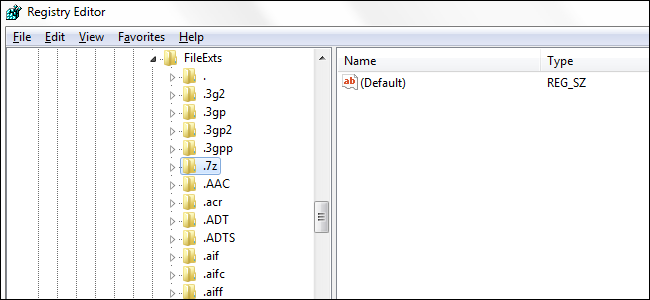 Registry Editor
File Edit View Favorites Help
FileExts
.
.3g2
.3gp
.3gp2
.3gpp
.7z
.AAC
.acr
.ADT
.ADTS
.aif
.aifc
.aiff
Name Type
ab (Default) REG_SZ